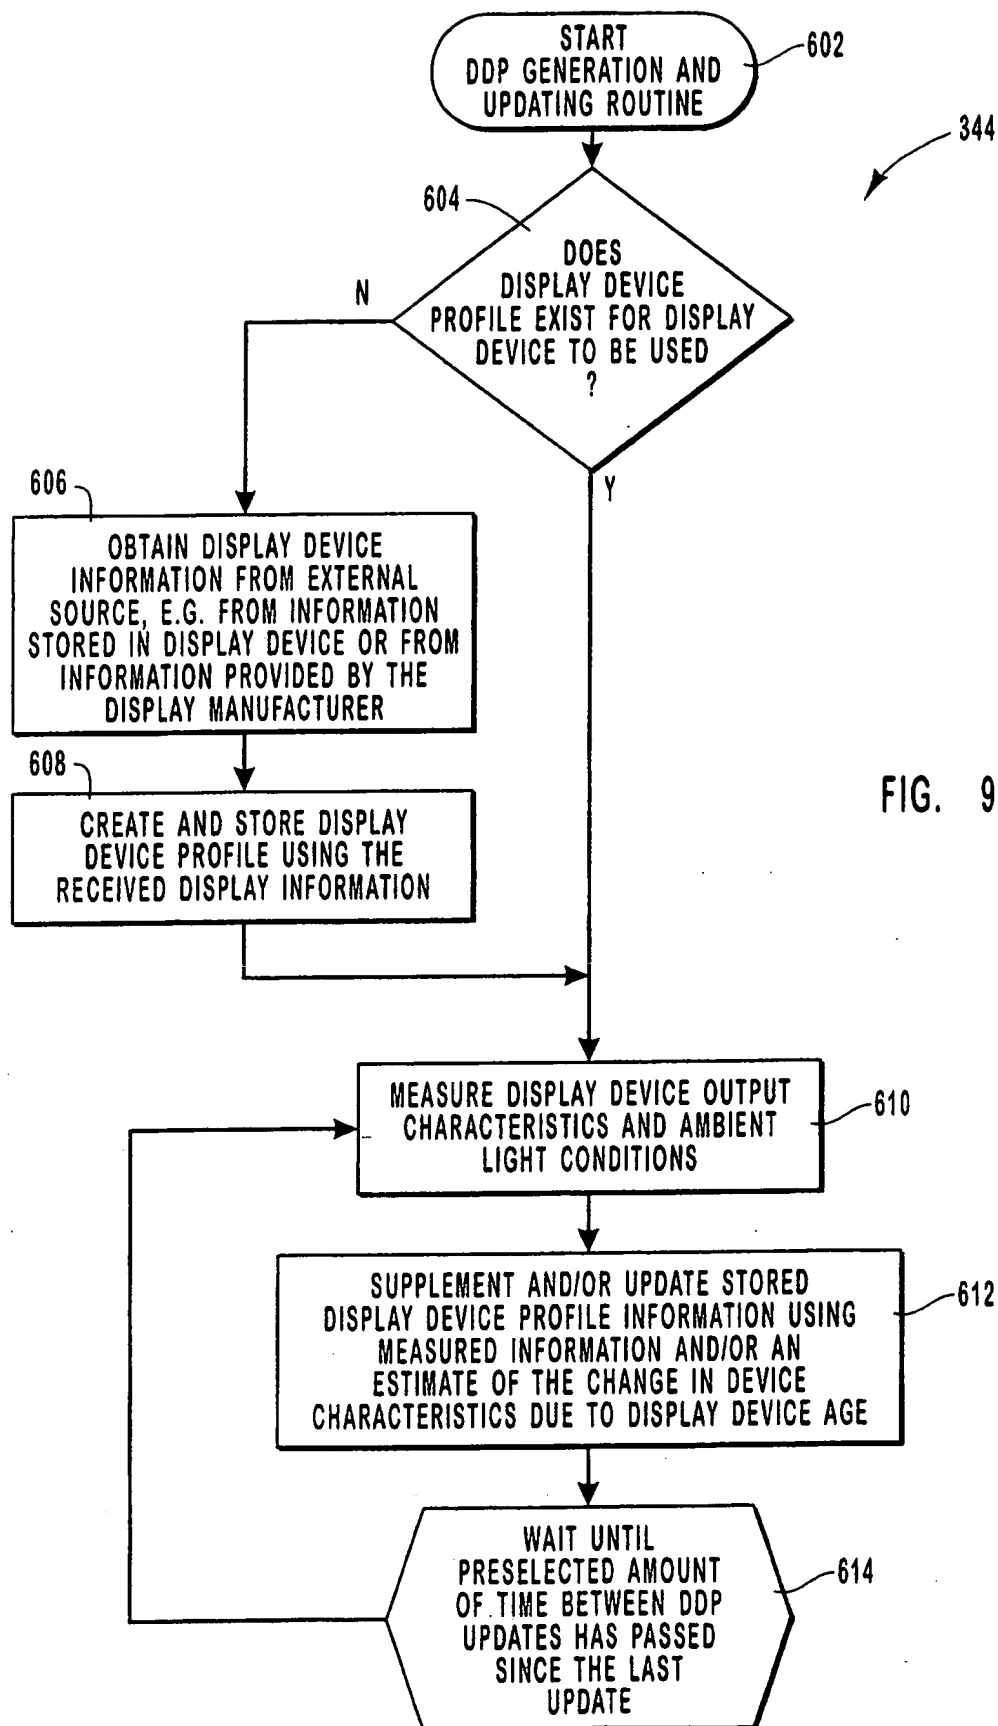 START
DDP GENERATION AND
UPDATING ROUTINE
602
344
604
DOES
DISPLAY DEVICE
PROFILE EXIST FOR DISPLAY
DEVICE TO BE USED
?
N
Y
606
OBTAIN DISPLAY DEVICE
INFORMATION FROM EXTERNAL
SOURCE, E.G. FROM INFORMATION
STORED IN DISPLAY DEVICE OR FROM
INFORMATION PROVIDED BY THE
DISPLAY MANUFACTURER
608
CREATE AND STORE DISPLAY
DEVICE PROFILE USING THE
RECEIVED DISPLAY INFORMATION
FIG. 9
MEASURE DISPLAY DEVICE OUTPUT
CHARACTERISTICS AND AMBIENT
LIGHT CONDITIONS
610
SUPPLEMENT AND/OR UPDATE STORED
DISPLAY DEVICE PROFILE INFORMATION USING
MEASURED INFORMATION AND/OR AN
ESTIMATE OF THE CHANGE IN DEVICE
CHARACTERISTICS DUE TO DISPLAY DEVICE AGE
612
WAIT UNTIL
PRESELECTED AMOUNT
OF TIME BETWEEN DDP
UPDATES HAS PASSED
SINCE THE LAST
UPDATE
614